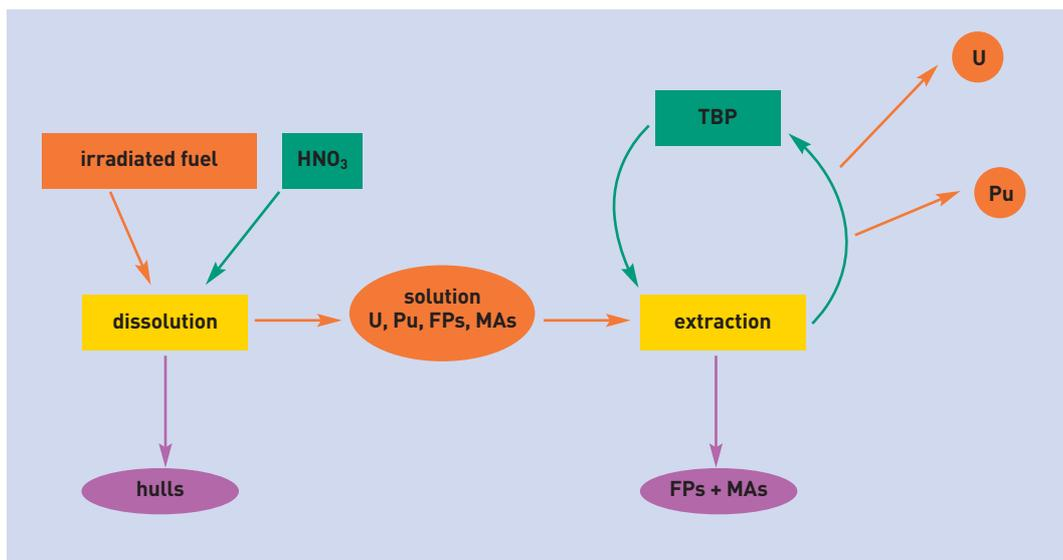 U
TBP
irradiated fuel
HNO₃
Pu
solution
U, Pu, FPs, MAs
dissolution
extraction
hulls
FPs + MAs